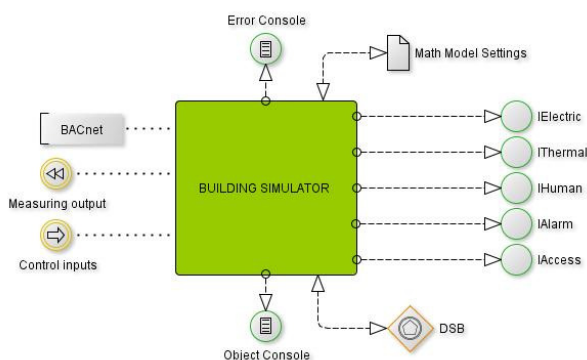 Error Console
Math Model Settings
BACnet
Measuring output
Control inputs
BUILDING SIMULATOR
IElectric
IThermal
IHuman
IAlarm
IAccess
DSB
Object Console